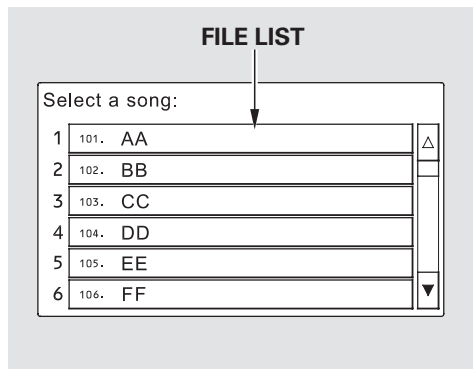 FILE LIST
Select a song:
1 101. AA
2 102. BB
3 103. CC
4 104. DD
5 105. EE
6 106. FF